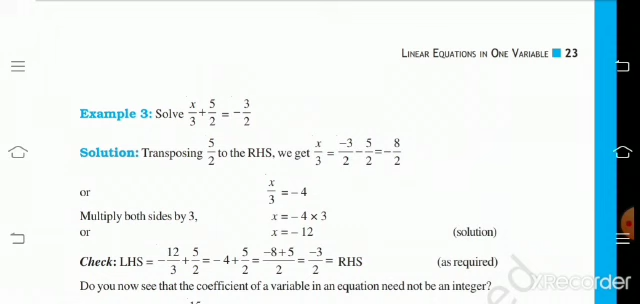 LINEAR EQUATIONS IN ONE VARIABLE ■ 23
Example 3: Solve x/3 + 5/2 = −3/2
Solution: Transposing 5/2 to the RHS, we get x/3 = −3/2 − 5/2 = −8/2
or x/3 = − 4
Multiply both sides by 3, x = − 4 × 3
or x = − 12 (solution)
Check: LHS = −12/3 + 5/2 = − 4 + 5/2 = −8 + 5/2 = −3/2 = RHS (as required)
Do you now see that the coefficient of a variable in an equation need not be an integer?
15
XRecorder